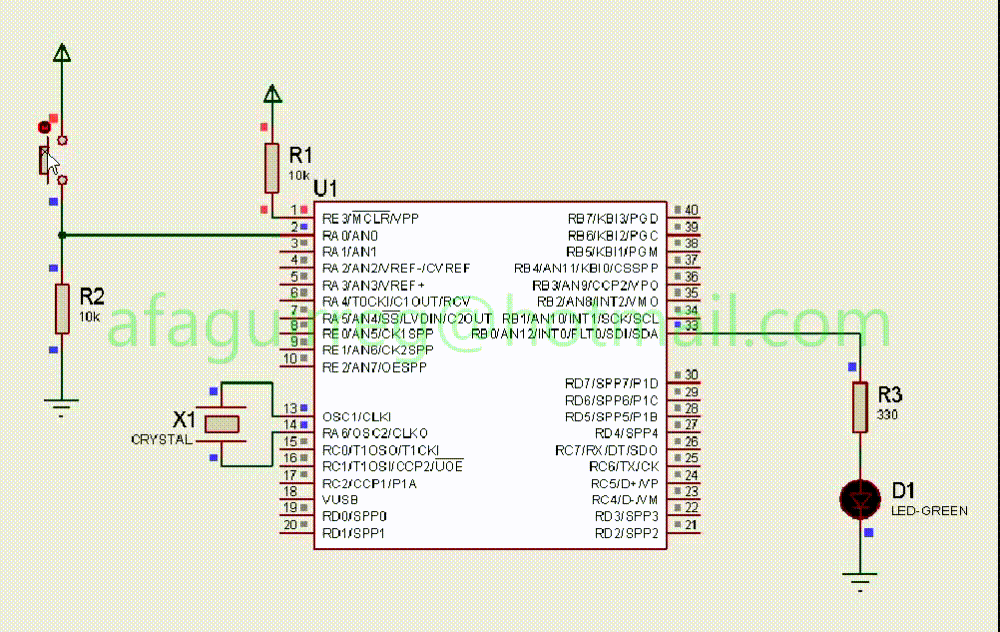 R1
10k
U1
R2
10k
1 RE3/MCLR/VPP
2 RA0/AN0
3 RA1/AN1
4 RA2/AN2/VREF-/CVREF
5 RA3/AN3/VREF+
6 RA4/T0CKI/C1OUT/RCV
7 RA5/AN4/SS/LVDIN/C2OUT
8 RE0/AN5/CK1SPP
9 RE1/AN6/CK2SPP
10 RE2/AN7/OESPP
13 OSC1/CLKI
14 RA6/OSC2/CLKO
15 RC0/T1OSO/T1CKI
16 RC1/T1OSI/CCP2/UOE
17 RC2/CCP1/P1A
18 VUSB
19 RD0/SPP0
20 RD1/SPP1
RB7/KBI3/PGD 40
RB6/KBI2/PGC 39
RB5/KBI1/PGM 38
RB4/AN11/KBI0/CSSPP 37
RB3/AN9/CCP2/VPO 36
RB2/AN8/INT2/VMO 35
RB1/AN10/INT1/SCK/SCL 34
RB0/AN12/INT0/FLT0/SDI/SDA 33
RD7/SPP7/P1D 30
RD6/SPP6/P1C 29
RD5/SPP5/P1B 28
RD4/SPP4 27
RC7/RX/DT/SDO 26
RC6/TX/CK 25
RC5/D+/VP 24
RC4/D-/VM 23
RD3/SPP3 22
RD2/SPP2 21
X1
CRYSTAL
R3
330
D1
LED-GREEN